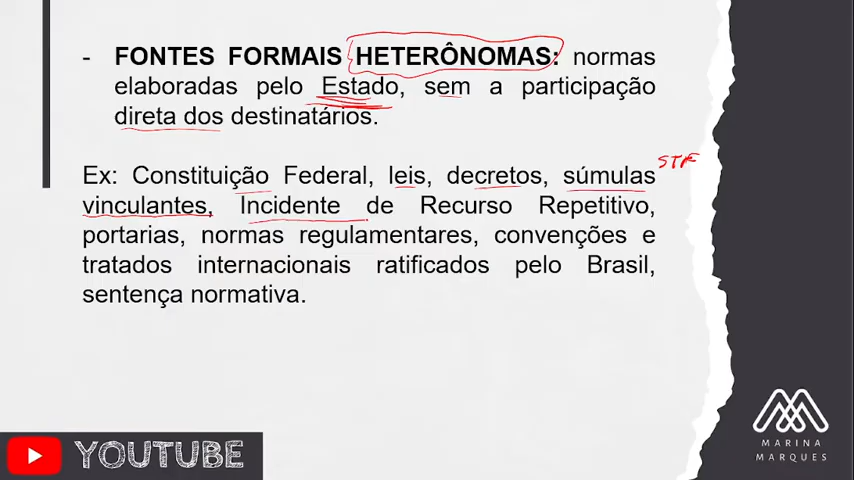 - FONTES FORMAIS HETERÔNOMAS: normas
elaboradas pelo Estado, sem a participação
direta dos destinatários.
STF
Ex: Constituição Federal, leis, decretos, súmulas
vinculantes, Incidente de Recurso Repetitivo,
portarias, normas regulamentares, convenções e
tratados internacionais ratificados pelo Brasil,
sentença normativa.
YOUTUBE
MARINA
MARQUES